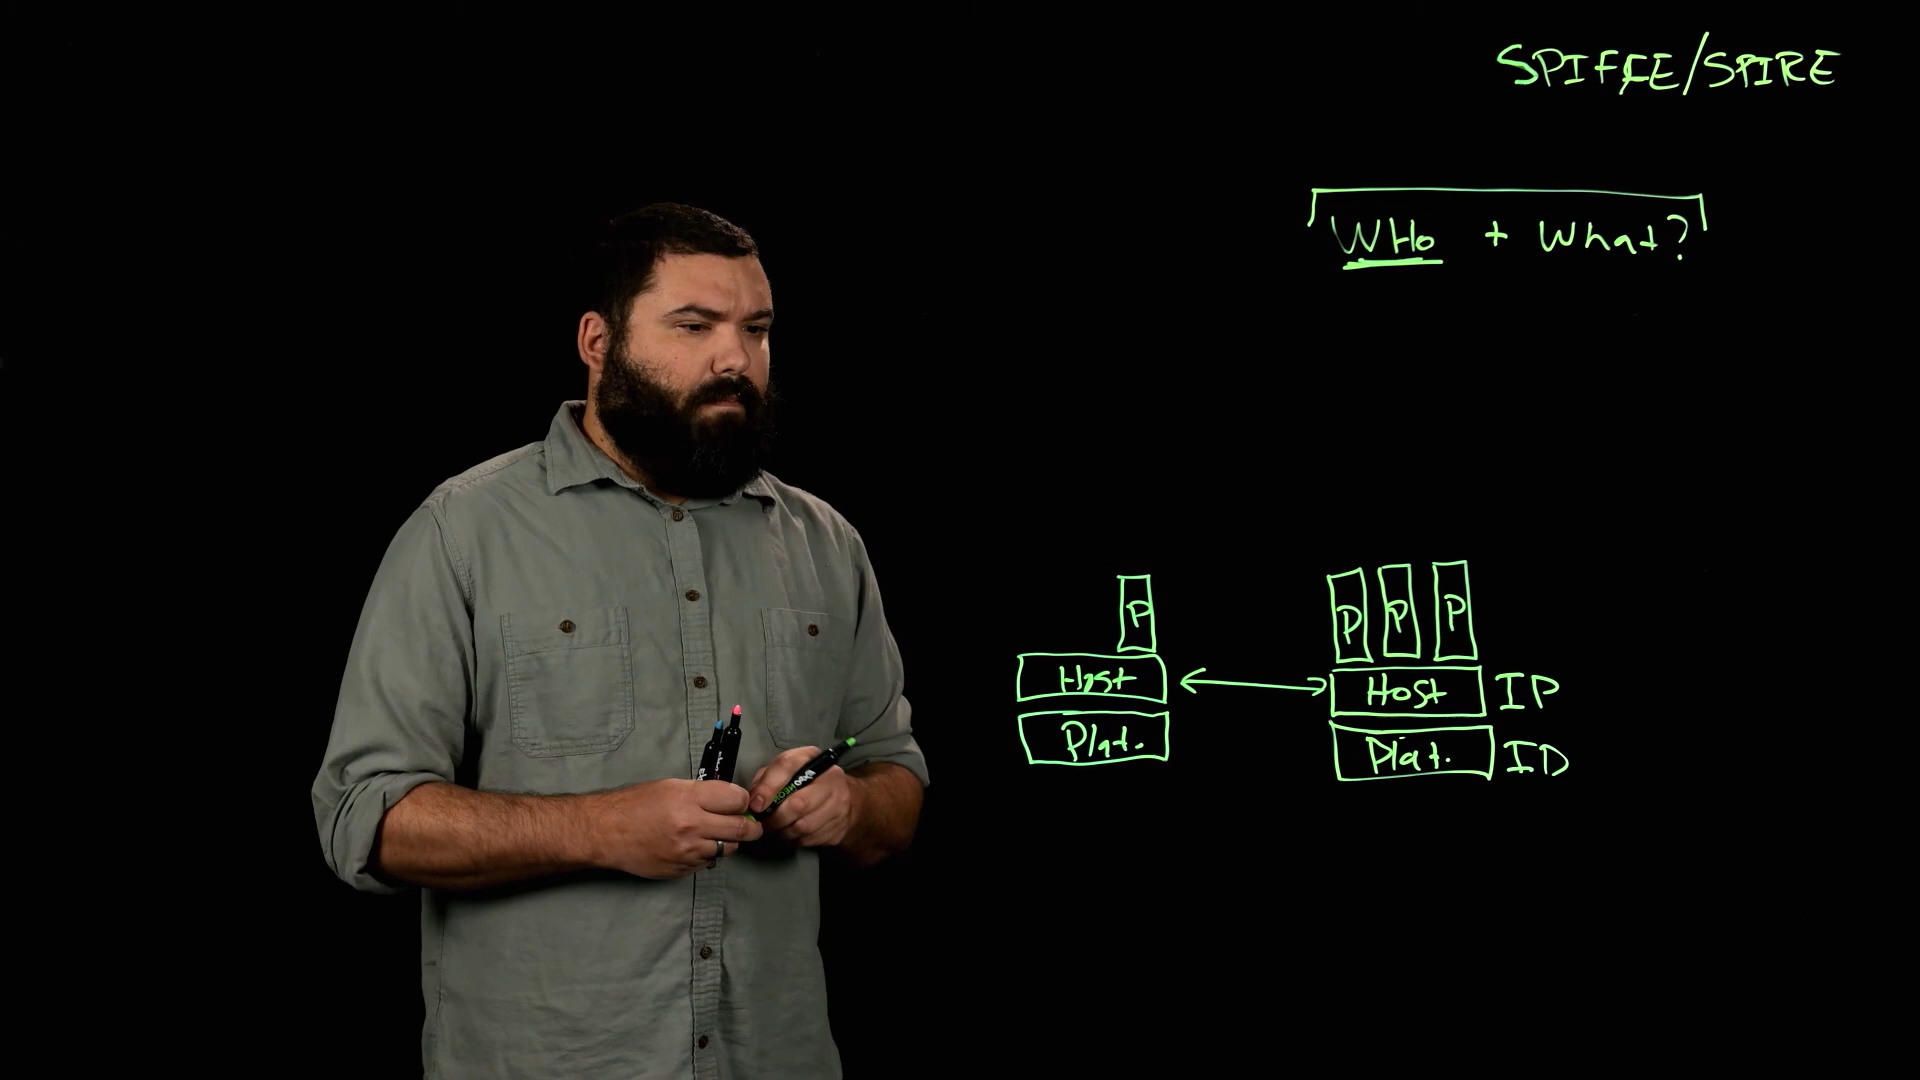 SPIFFE/SPIRE
WHo + What?
P P P P
Host Host IP
Plat. Plat. ID